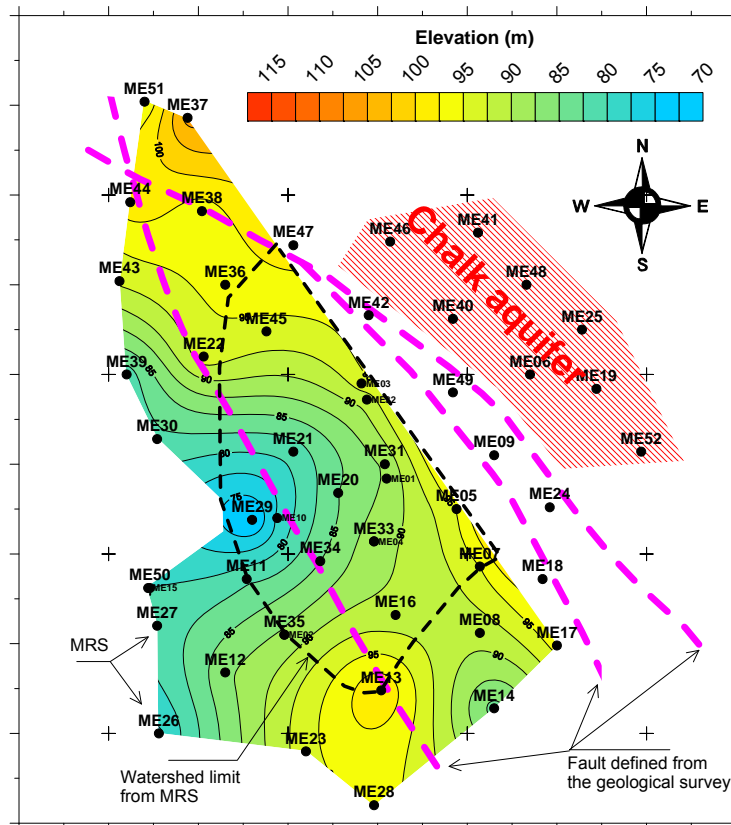 Elevation (m)
115 110 105 100 95 90 85 80 75 70
ME51
ME37
100
N
W E
S
ME44
ME38
ME41
ME46
Chalk aquifer
ME47
ME43
ME36
ME48
ME42
ME40
ME25
95
ME45
ME22
ME39
85
90
ME03
ME06
ME19
ME49
90
ME30
85
ME21
ME31
ME01
ME09
ME52
80
ME20
75
ME29
ME10
90
95
ME05
ME24
80
ME33
ME04
ME34
ME07
ME11
ME18
ME50
ME15
MRS
ME27
85
ME35
ME16
ME08
95
ME17
85
ME12
95
90
ME13
ME14
ME26
ME23
Watershed limit
from MRS
Fault defined from
the geological survey
ME28